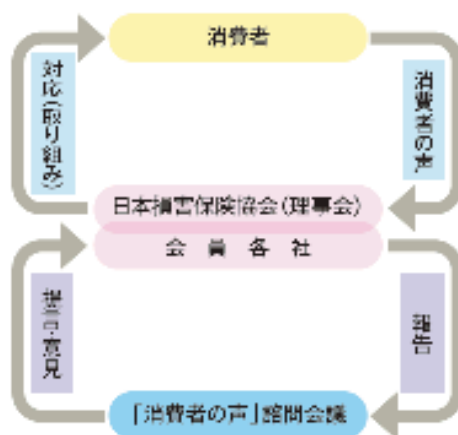 消費者
対応(取り組み)
消費者の声
日本損害保険協会(理事会)
会員各社
提言・意見
報告
「消費者の声」諮問会議